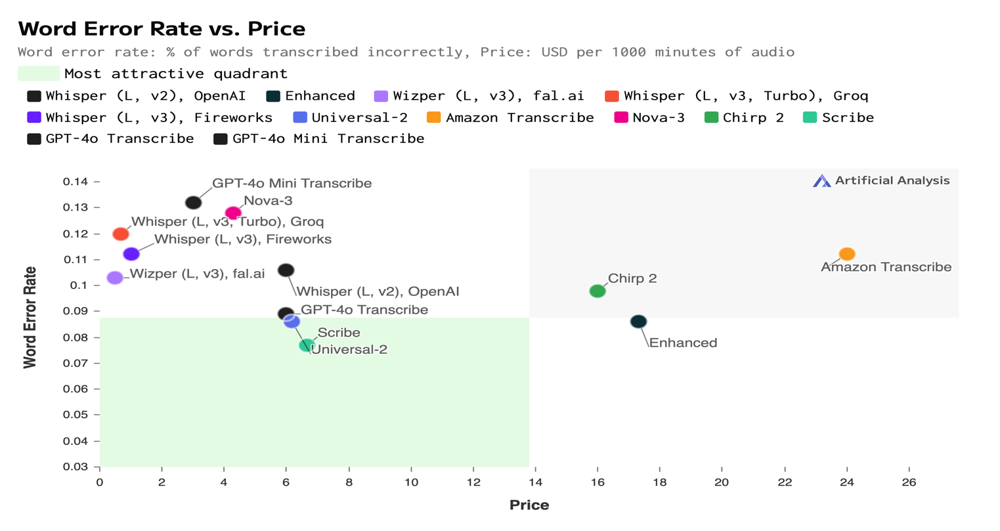 Word Error Rate vs. Price
Word error rate: % of words transcribed incorrectly, Price: USD per 1000 minutes of audio
Most attractive quadrant
Whisper (L, v2), OpenAI Enhanced Wizper (L, v3), fal.ai Whisper (L, v3, Turbo), Groq
Whisper (L, v3), Fireworks Universal-2 Amazon Transcribe Nova-3 Chirp 2 Scribe
GPT-4o Transcribe GPT-4o Mini Transcribe
Artificial Analysis
0.14
GPT-4o Mini Transcribe
Nova-3
0.13
Whisper (L, v3, Turbo), Groq
0.12
Whisper (L, v3), Fireworks
0.11
Amazon Transcribe
Wizper (L, v3), fal.ai
Chirp 2
0.1
Whisper (L, v2), OpenAI
GPT-4o Transcribe
0.09
Scribe
0.08
Enhanced
Universal-2
0.07
0.06
0.05
0.04
0.03
Word Error Rate
0 2 4 6 8 10 12 14 16 18 20 22 24 26
Price